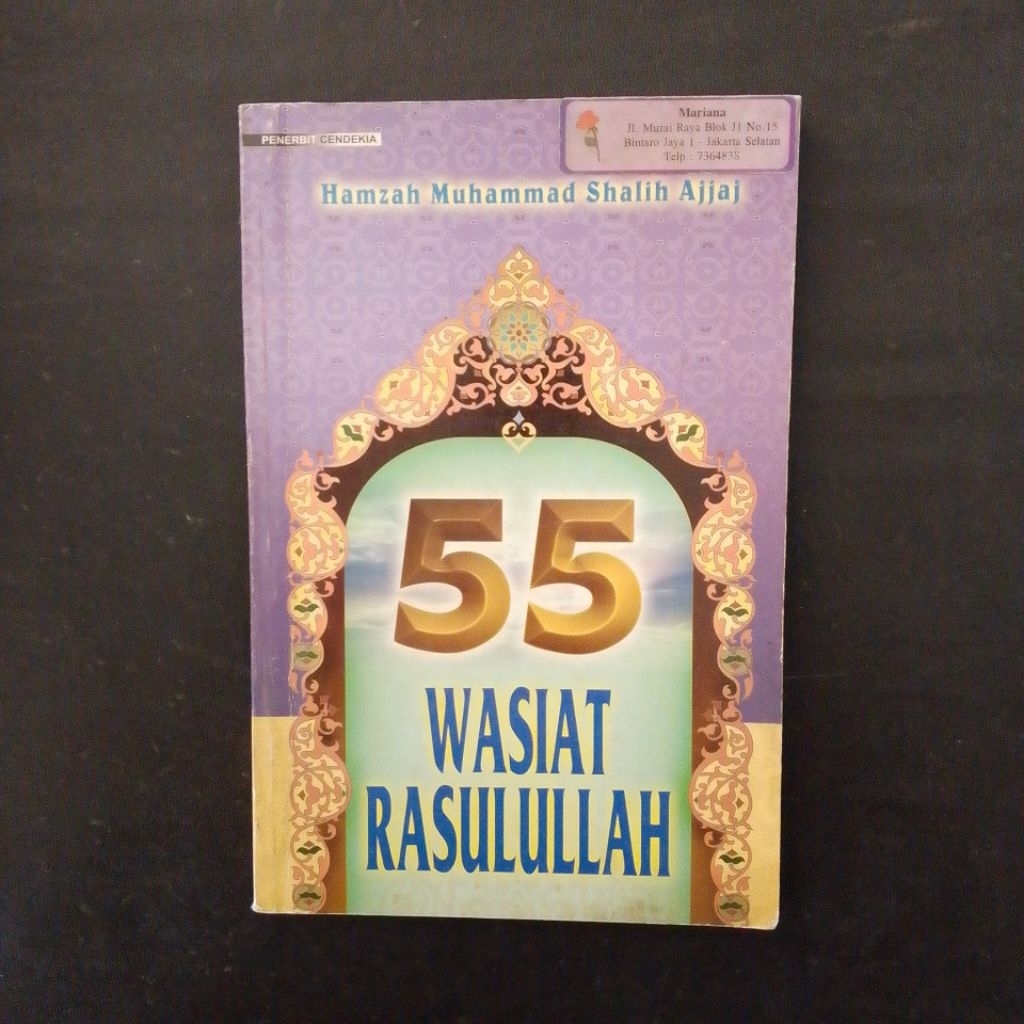 PENERBIT CENDEKIA
Mariana
Jl. Murai Raya Blok J1 No.15
Bintaro Jaya 1 - Jakarta Selatan
Telp : 7364838
Hamzah Muhammad Shalih Ajjaj
55
WASIAT
RASULULLAH